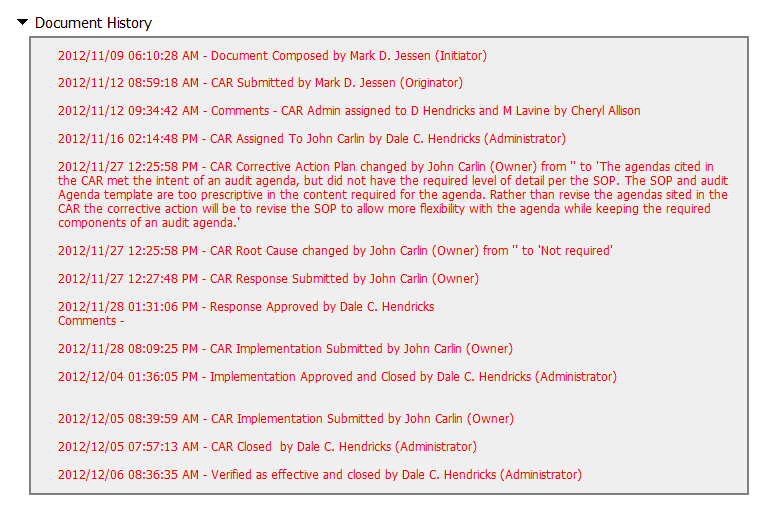 Document History
2012/11/09 06:10:28 AM - Document Composed by Mark D. Jessen (Initiator)
2012/11/12 08:59:18 AM - CAR Submitted by Mark D. Jessen (Originator)
2012/11/12 09:34:42 AM - Comments - CAR Admin assigned to D Hendricks and M Lavine by Cheryl Allison
2012/11/16 02:14:48 PM - CAR Assigned To John Carlin by Dale C. Hendricks (Administrator)
2012/11/27 12:25:58 PM - CAR Corrective Action Plan changed by John Carlin (Owner) from '' to 'The agendas cited in
the CAR met the intent of an audit agenda, but did not have the required level of detail per the SOP. The SOP and audit
Agenda template are too prescriptive in the content required for the agenda. Rather than revise the agendas sited in the
CAR the corrective action will be to revise the SOP to allow more flexibility with the agenda while keeping the required
components of an audit agenda.'
2012/11/27 12:25:58 PM - CAR Root Cause changed by John Carlin (Owner) from '' to 'Not required'
2012/11/27 12:27:48 PM - CAR Response Submitted by John Carlin (Owner)
2012/11/28 01:31:06 PM - Response Approved by Dale C. Hendricks
Comments -
2012/11/28 08:09:25 PM - CAR Implementation Submitted by John Carlin (Owner)
2012/12/04 01:36:05 PM - Implementation Approved and Closed by Dale C. Hendricks (Administrator)
2012/12/05 08:39:59 AM - CAR Implementation Submitted by John Carlin (Owner)
2012/12/05 07:57:13 AM - CAR Closed  by Dale C. Hendricks (Administrator)
2012/12/06 08:36:35 AM - Verified as effective and closed by Dale C. Hendricks (Administrator)